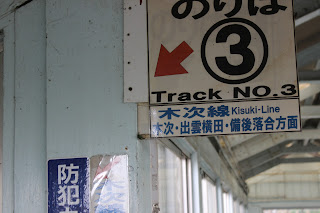 のりば
③
Track NO.3
木次線 Kisuki-Line
木次・出雲横田・備後落合方面
防犯